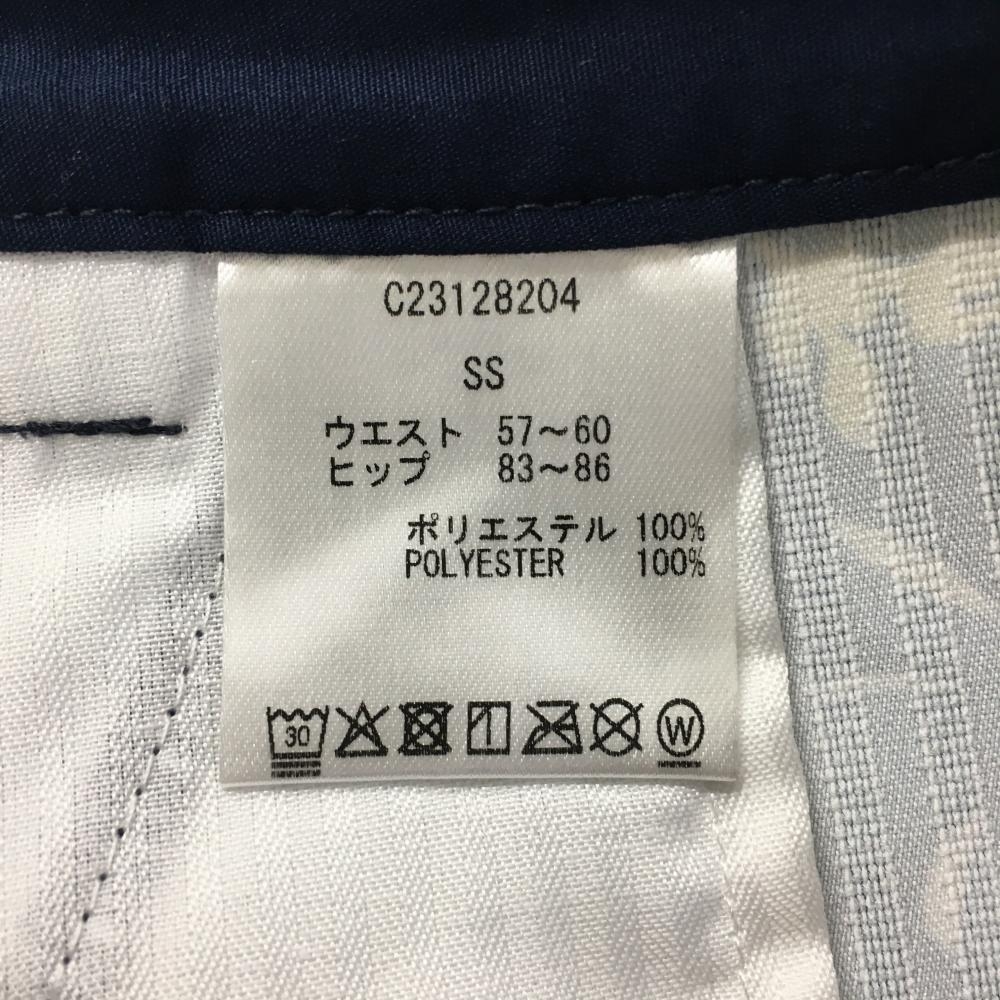 C23128204
SS
ウエスト 57～60
ヒップ 83～86
ポリエステル 100%
POLYESTER 100%
30
W